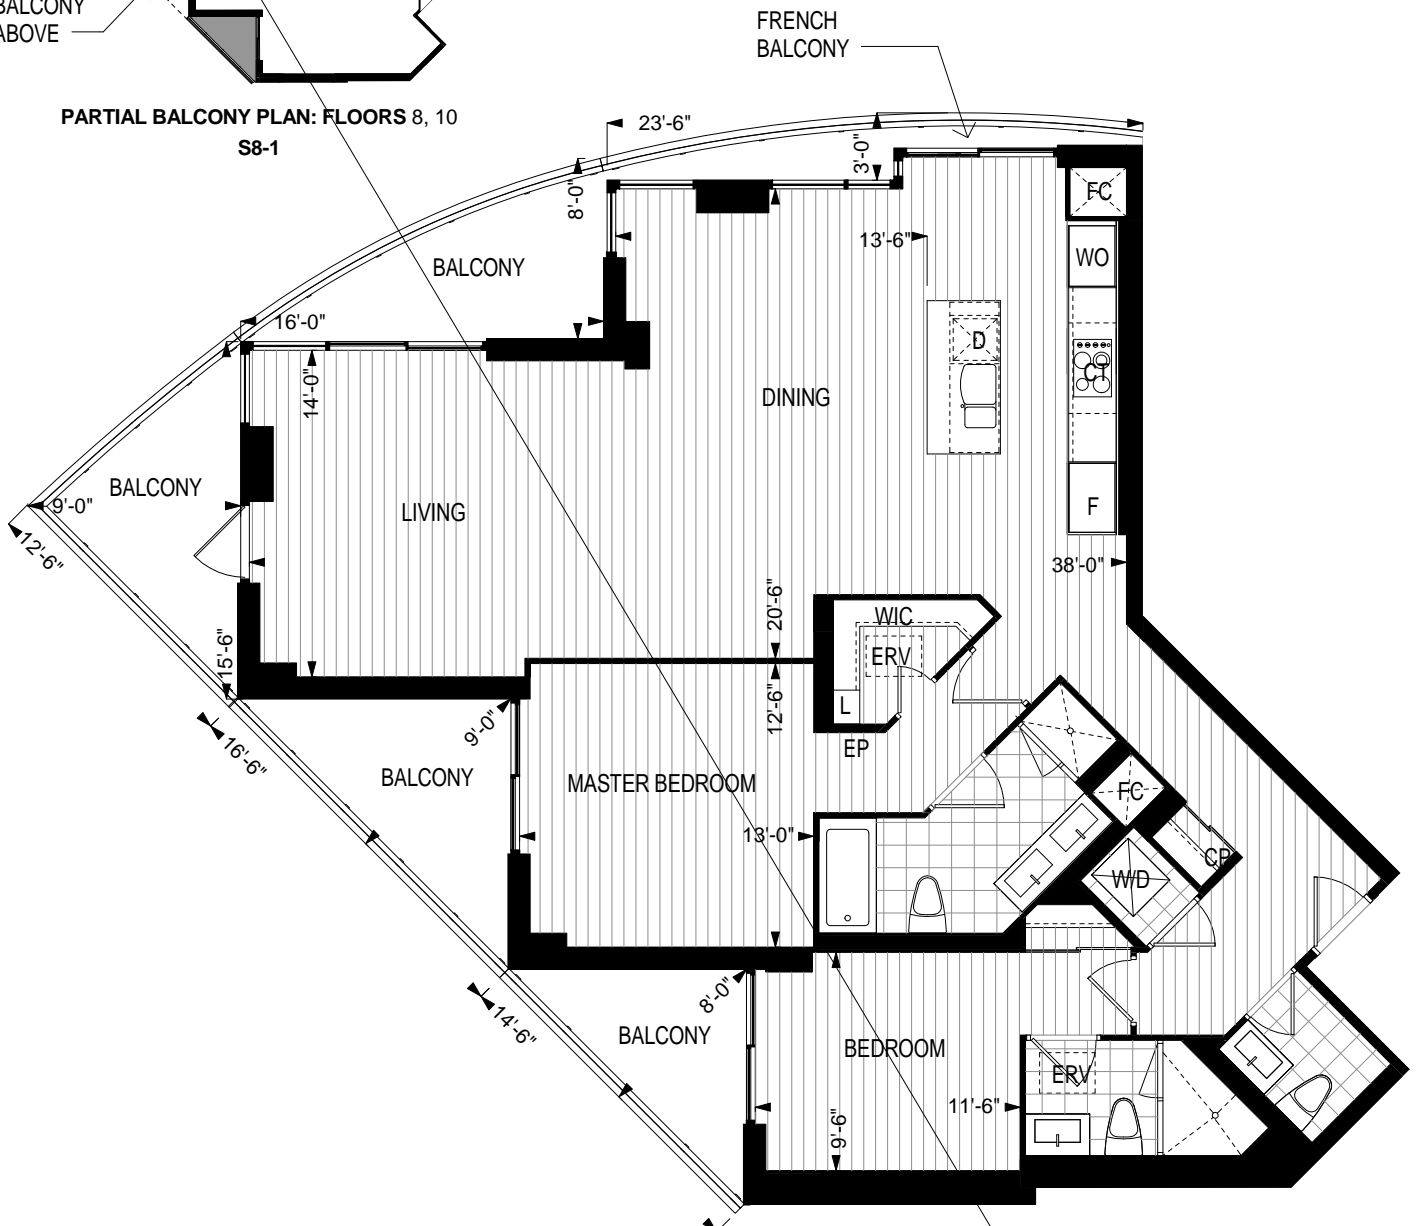 BALCONY
ABOVE
PARTIAL BALCONY PLAN: FLOORS 8, 10
S8-1
FRENCH
BALCONY
23'-6"
3'-0"
8'-0"
FC
13'-6"
WO
BALCONY
16'-0"
D
14'-0"
CT
DINING
BALCONY
9'-0"
LIVING
F
12'-6"
38'-0"
20'-6"
WIC
15'-6"
ERV
12'-6"
L
9'-0"
EP
16'-6"
BALCONY
MASTER BEDROOM
FC
13'-0"
CP
W/D
8'-0"
14'-6"
BALCONY
BEDROOM
ERV
11'-6"
9'-6"